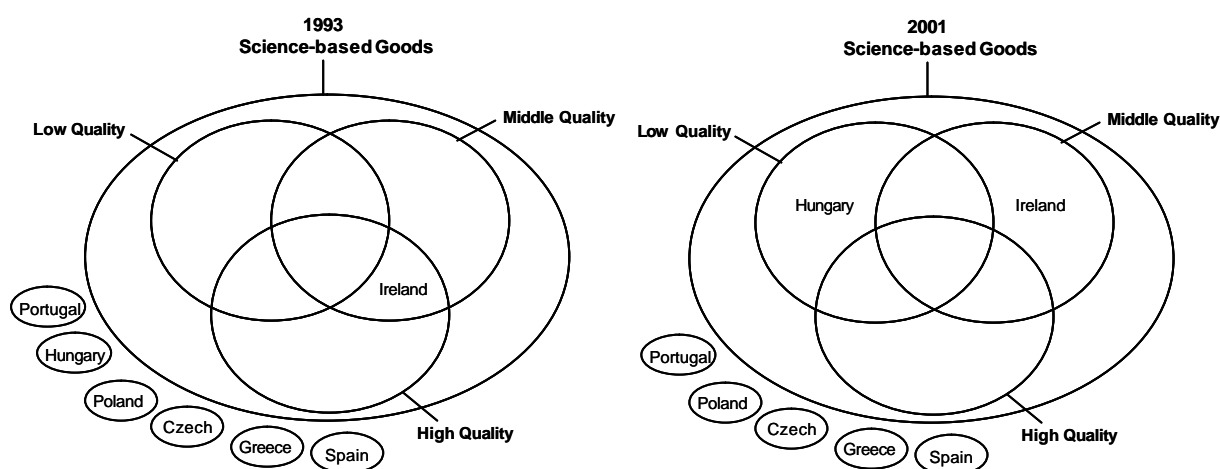 1993
Science-based Goods
Low Quality
Middle Quality
Ireland
Portugal
Hungary
Poland
Czech
Greece
Spain
High Quality
2001
Science-based Goods
Low Quality
Middle Quality
Hungary
Ireland
Portugal
Poland
Czech
Greece
Spain
High Quality